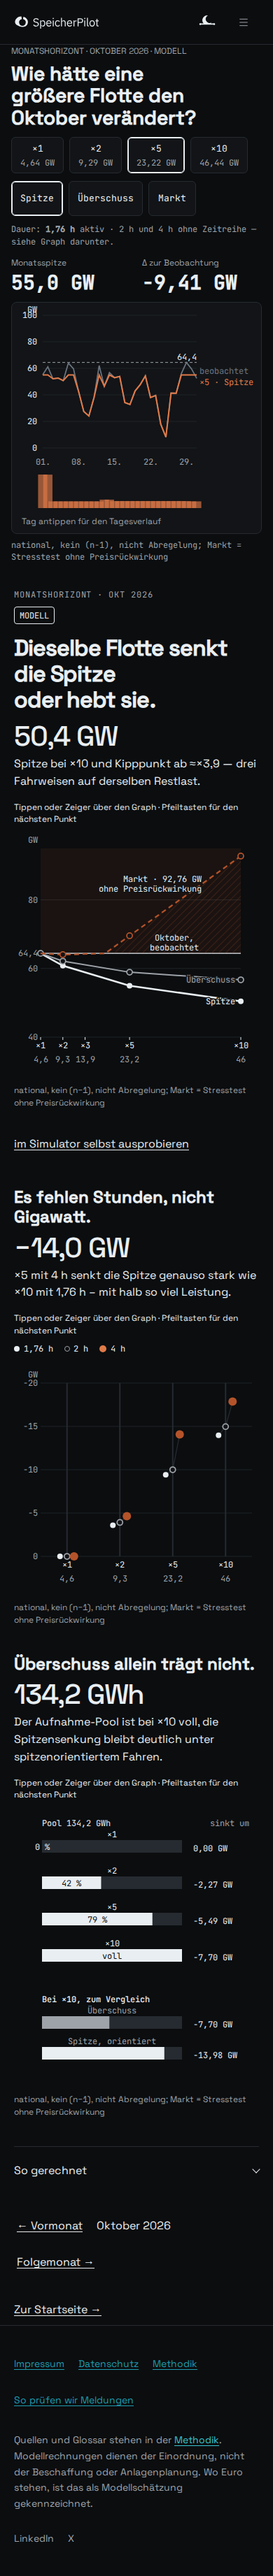 SpeicherPilot
MONATSHORIZONT · OKTOBER 2026 · MODELL
Wie hätte eine
größere Flotte den
Oktober verändert?
×1 ×2 ×5 ×10
4,64 GW 9,29 GW 23,22 GW 46,44 GW
Spitze Überschuss Markt
Dauer: 1,76 h aktiv · 2 h und 4 h ohne Zeitreihe —
siehe Graph darunter.
Monatsspitze Δ zur Beobachtung
55,0 GW -9,41 GW
GW
100
80
64,4
60
beobachtet
×5 · Spitze
40
20
0
01. 08. 15. 22. 29.
Tag antippen für den Tagesverlauf
national, kein (n-1), nicht Abregelung; Markt =
Stresstest ohne Preisrückwirkung
MONATSHORIZONT · OKT 2026
MODELL
Dieselbe Flotte senkt
die Spitze
oder hebt sie.
50,4 GW
Spitze bei ×10 und Kipppunkt ab ≈×3,9 — drei
Fahrweisen auf derselben Restlast.
Tippen oder Zeiger über den Graph · Pfeiltasten für den
nächsten Punkt
GW
Markt · 92,76 GW
ohne Preisrückwirkung
80
Oktober,
beobachtet
64,4
60
Überschuss
Spitze
40
×1 ×2 ×3 ×5 ×10
4,6 9,3 13,9 23,2 46
national, kein (n−1), nicht Abregelung; Markt = Stresstest
ohne Preisrückwirkung
im Simulator selbst ausprobieren
Es fehlen Stunden, nicht
Gigawatt.
−14,0 GW
×5 mit 4 h senkt die Spitze genauso stark wie
×10 mit 1,76 h – mit halb so viel Leistung.
Tippen oder Zeiger über den Graph · Pfeiltasten für den
nächsten Punkt
1,76 h 2 h 4 h
GW
-20
-15
-10
-5
0
×1 ×2 ×5 ×10
4,6 9,3 23,2 46
national, kein (n−1), nicht Abregelung; Markt = Stresstest
ohne Preisrückwirkung
Überschuss allein trägt nicht.
134,2 GWh
Der Aufnahme-Pool ist bei ×10 voll, die
Spitzensenkung bleibt deutlich unter
spitzenorientiertem Fahren.
Tippen oder Zeiger über den Graph · Pfeiltasten für den
nächsten Punkt
Pool 134,2 GWh sinkt um
×1
0 % 0,00 GW
×2
42 % -2,27 GW
×5
79 % -5,49 GW
×10
voll -7,70 GW
Bei ×10, zum Vergleich
Überschuss
-7,70 GW
Spitze, orientiert
-13,98 GW
national, kein (n−1), nicht Abregelung; Markt = Stresstest
ohne Preisrückwirkung
So gerechnet
← Vormonat Oktober 2026
Folgemonat →
Zur Startseite →
Impressum Datenschutz Methodik
So prüfen wir Meldungen
Quellen und Glossar stehen in der Methodik.
Modellrechnungen dienen der Einordnung, nicht
der Beschaffung oder Anlagenplanung. Wo Euro
stehen, ist das als Modellschätzung
gekennzeichnet.
LinkedIn X